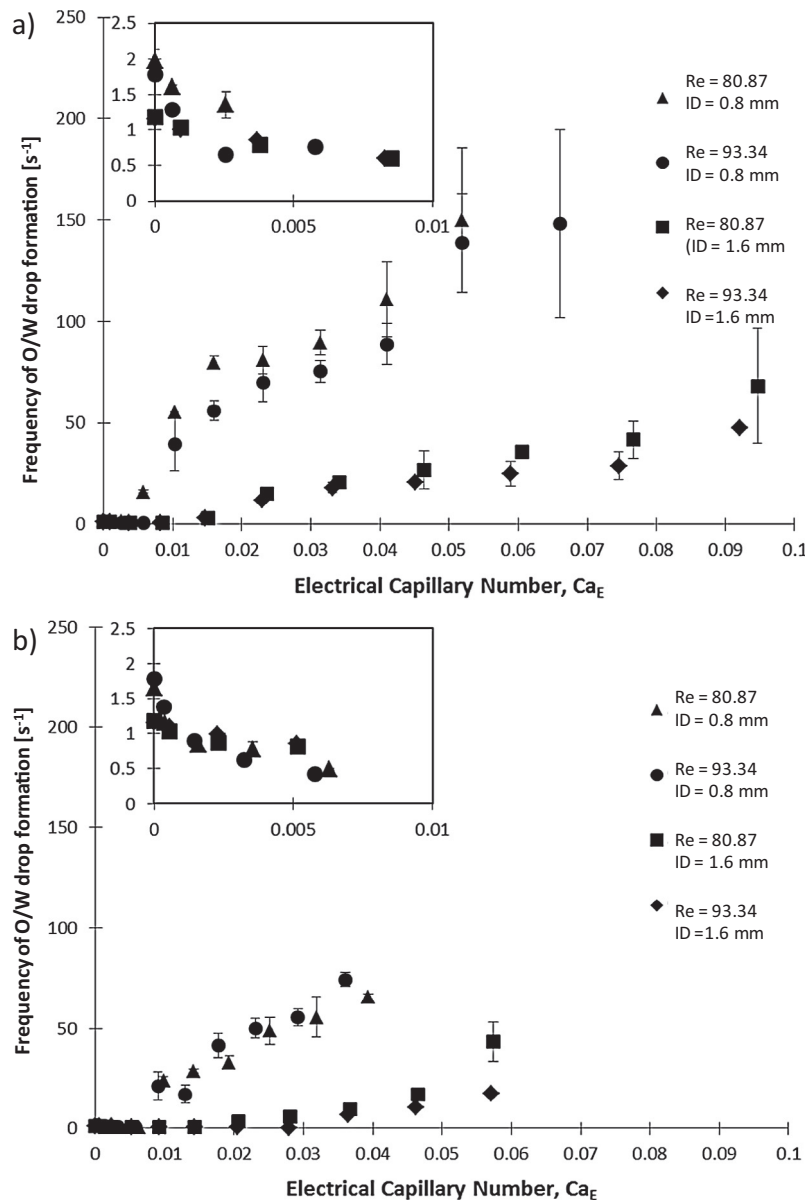 a)
250
200
150
100
50
0
Frequency of O/W drop formation [s⁻¹]
2.5
2
1.5
1
0.5
0
0 0.005 0.01
Re = 80.87
ID = 0.8 mm
Re = 93.34
ID = 0.8 mm
Re= 80.87
(ID = 1.6 mm
Re = 93.34
ID =1.6 mm
0 0.01 0.02 0.03 0.04 0.05 0.06 0.07 0.08 0.09 0.1
Electrical Capillary Number, Ca_E
b)
250
200
150
100
50
0
Frequency of O/W drop formation [s⁻¹]
2.5
2
1.5
1
0.5
0
0 0.005 0.01
Re = 80.87
ID = 0.8 mm
Re = 93.34
ID = 0.8 mm
Re = 80.87
ID = 1.6 mm
Re = 93.34
ID =1.6 mm
0 0.01 0.02 0.03 0.04 0.05 0.06 0.07 0.08 0.09 0.1
Electrical Capillary Number, Ca_E